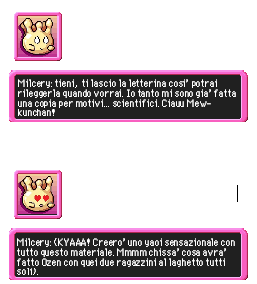 Milcery: tieni, ti lascio la letterina cosi' potrai
rileggerla quando vorrai. Io tanto mi sono gia' fatta
una copia per motivi... scientifici. Ciauu Mew-
kunchan!
Milcery: (KYAAA! Creero' uno yaoi sensazionale con
tutto questo materiale. Mmmm chissa' cosa avra'
fatto Ozen con quei due ragazzini al laghetto tutti
soli).